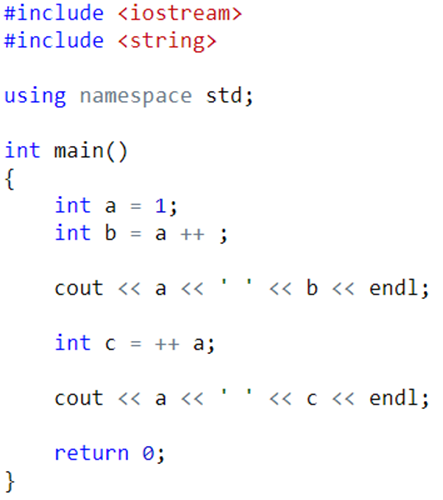 #include <iostream>
#include <string>
using namespace std;
int main()
{
    int a = 1;
    int b = a ++ ;
    cout << a << ' ' << b << endl;
    int c = ++ a;
    cout << a << ' ' << c << endl;
    return 0;
}